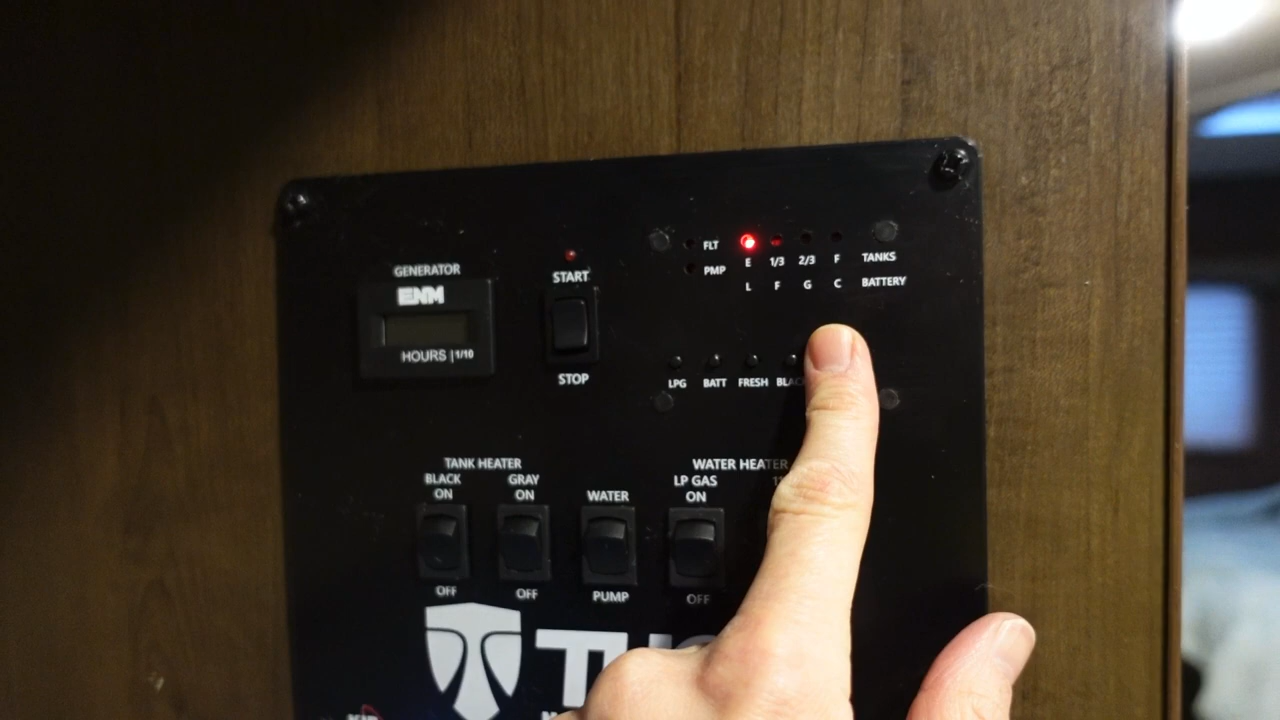 GENERATOR
ENM
HOURS 1/10
START
STOP
FLT
PMP
E 1/3 2/3 F TANKS
L F G C BATTERY
LPG BATT FRESH
TANK HEATER
BLACK ON
OFF
GRAY ON
OFF
WATER
PUMP
WATER HEATER
LP GAS
ON
OFF